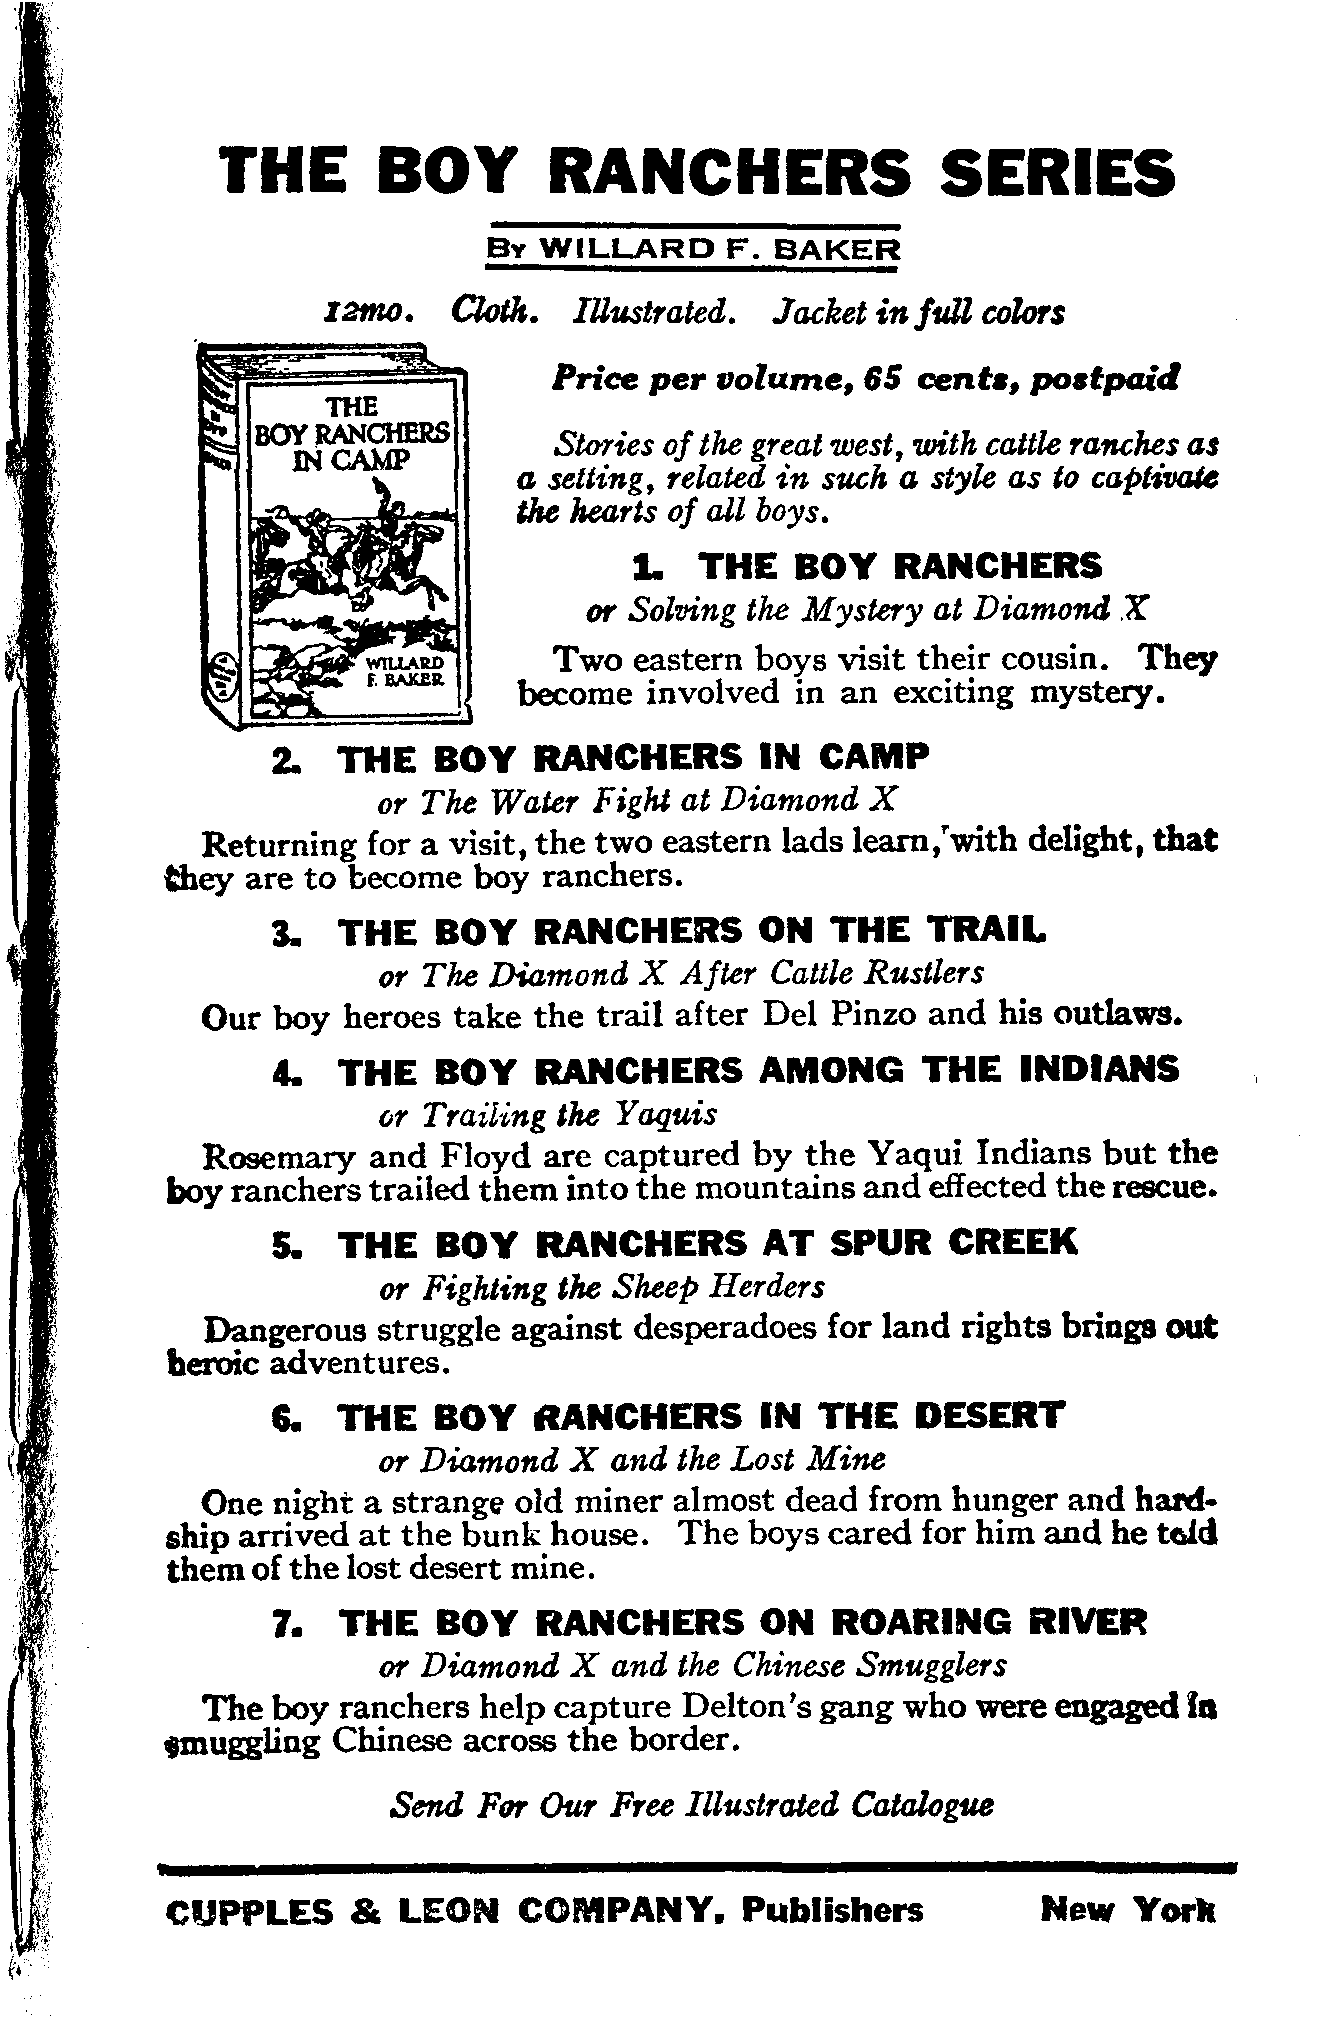 THE BOY RANCHERS SERIES
BY WILLARD F. BAKER
12mo. Cloth. Illustrated. Jacket in full colors
THE
BOY RANCHERS
IN CAMP
WILLARD
F. BAKER
Price per volume, 65 cents, postpaid
Stories of the great west, with cattle ranches as
a setting, related in such a style as to captivate
the hearts of all boys.
1. THE BOY RANCHERS
or Solving the Mystery at Diamond X
Two eastern boys visit their cousin. They
become involved in an exciting mystery.
2. THE BOY RANCHERS IN CAMP
or The Water Fight at Diamond X
Returning for a visit, the two eastern lads learn, with delight, that
they are to become boy ranchers.
3. THE BOY RANCHERS ON THE TRAIL
or The Diamond X After Cattle Rustlers
Our boy heroes take the trail after Del Pinzo and his outlaws.
4. THE BOY RANCHERS AMONG THE INDIANS
or Trailing the Yaquis
Rosemary and Floyd are captured by the Yaqui Indians but the
boy ranchers trailed them into the mountains and effected the rescue.
5. THE BOY RANCHERS AT SPUR CREEK
or Fighting the Sheep Herders
Dangerous struggle against desperadoes for land rights brings out
heroic adventures.
6. THE BOY RANCHERS IN THE DESERT
or Diamond X and the Lost Mine
One night a strange old miner almost dead from hunger and hard-
ship arrived at the bunk house. The boys cared for him and he told
them of the lost desert mine.
7. THE BOY RANCHERS ON ROARING RIVER
or Diamond X and the Chinese Smugglers
The boy ranchers help capture Delton's gang who were engaged in
smuggling Chinese across the border.
Send For Our Free Illustrated Catalogue
CUPPLES & LEON COMPANY, Publishers New York